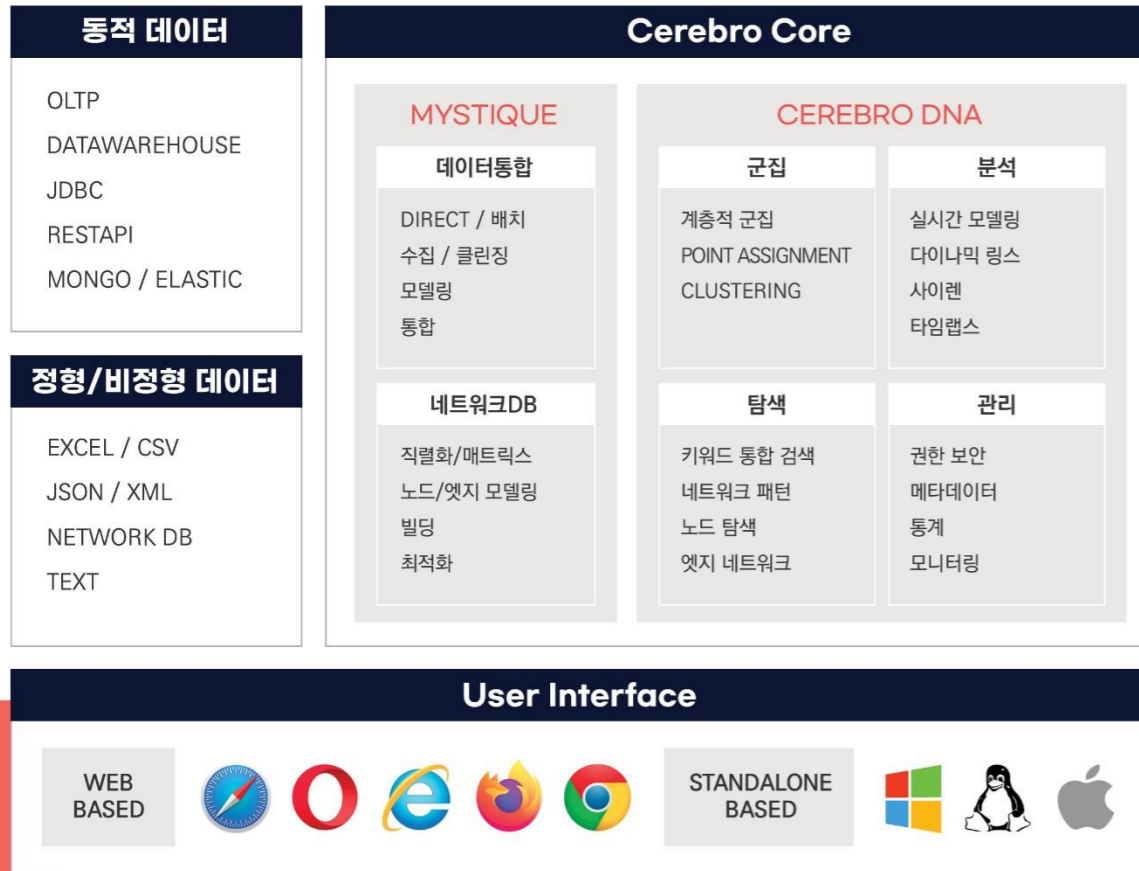 동적 데이터
OLTP
DATAWAREHOUSE
JDBC
RESTAPI
MONGO / ELASTIC
정형/비정형 데이터
EXCEL / CSV
JSON / XML
NETWORK DB
TEXT
Cerebro Core
MYSTIQUE
데이터통합
DIRECT / 배치
수집 / 클린징
모델링
통합
네트워크DB
직렬화/매트릭스
노드/엣지 모델링
빌딩
최적화
CEREBRO DNA
군집
계층적 군집
POINT ASSIGNMENT
CLUSTERING
분석
실시간 모델링
다이나믹 링스
사이렌
타임랩스
탐색
키워드 통합 검색
네트워크 패턴
노드 탐색
엣지 네트워크
관리
권한 보안
메타데이터
통계
모니터링
User Interface
WEB
BASED
STANDALONE
BASED